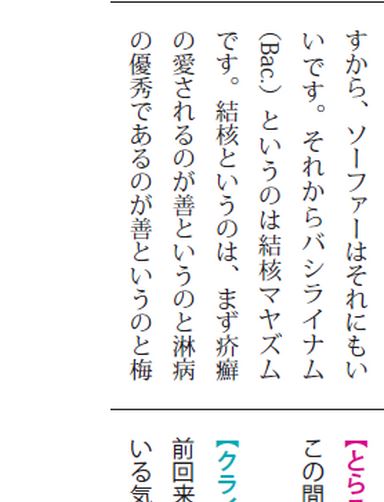 すから、ソーファーはそれにもい
いです。それからバシライナム
(Bac.)というのは結核マヤズム
です。結核というのは、まず疥癬
の愛されるのが善というのと淋病
の優秀であるのが善というのと梅
【とら
この間
【クライ
前回来
いる気